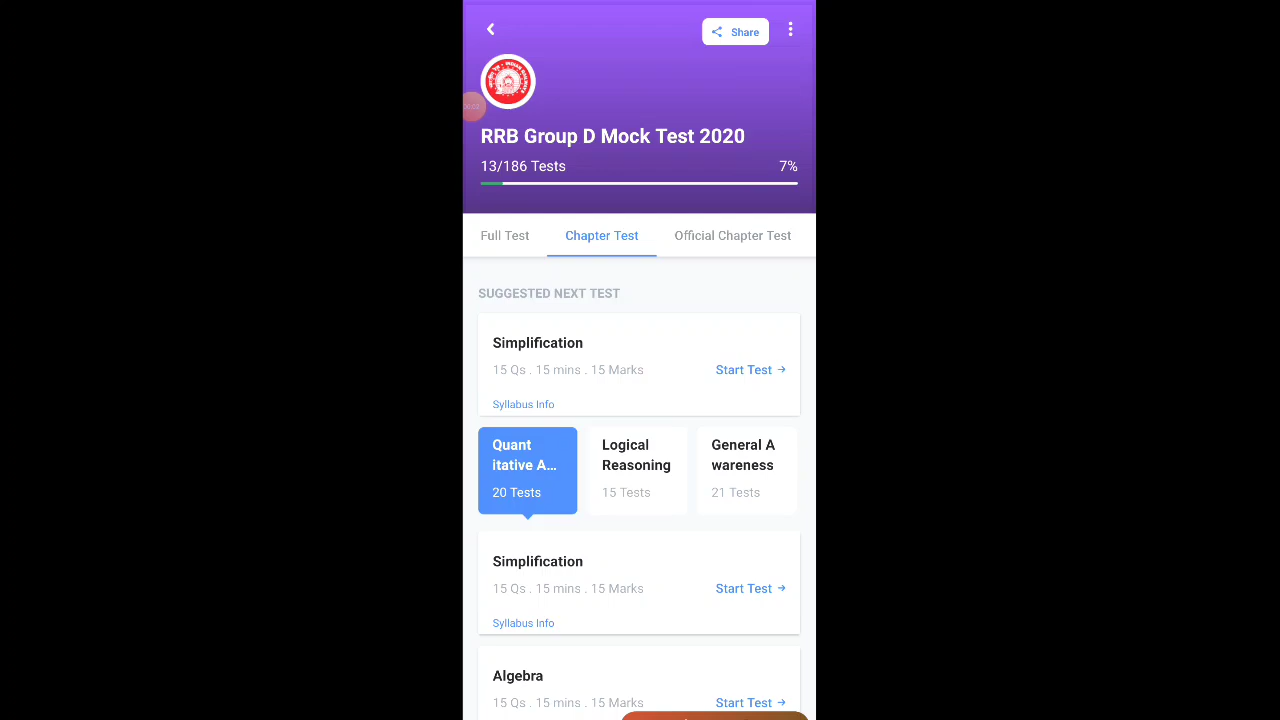 Share
RRB Group D Mock Test 2020
13/186 Tests 7%
Full Test Chapter Test Official Chapter Test
SUGGESTED NEXT TEST
Simplification
15 Qs . 15 mins . 15 Marks Start Test →
Syllabus Info
Quant
itative A...
20 Tests
Logical
Reasoning
15 Tests
General A
wareness
21 Tests
Simplification
15 Qs . 15 mins . 15 Marks Start Test →
Syllabus Info
Algebra
15 Qs . 15 mins . 15 Marks Start Test →